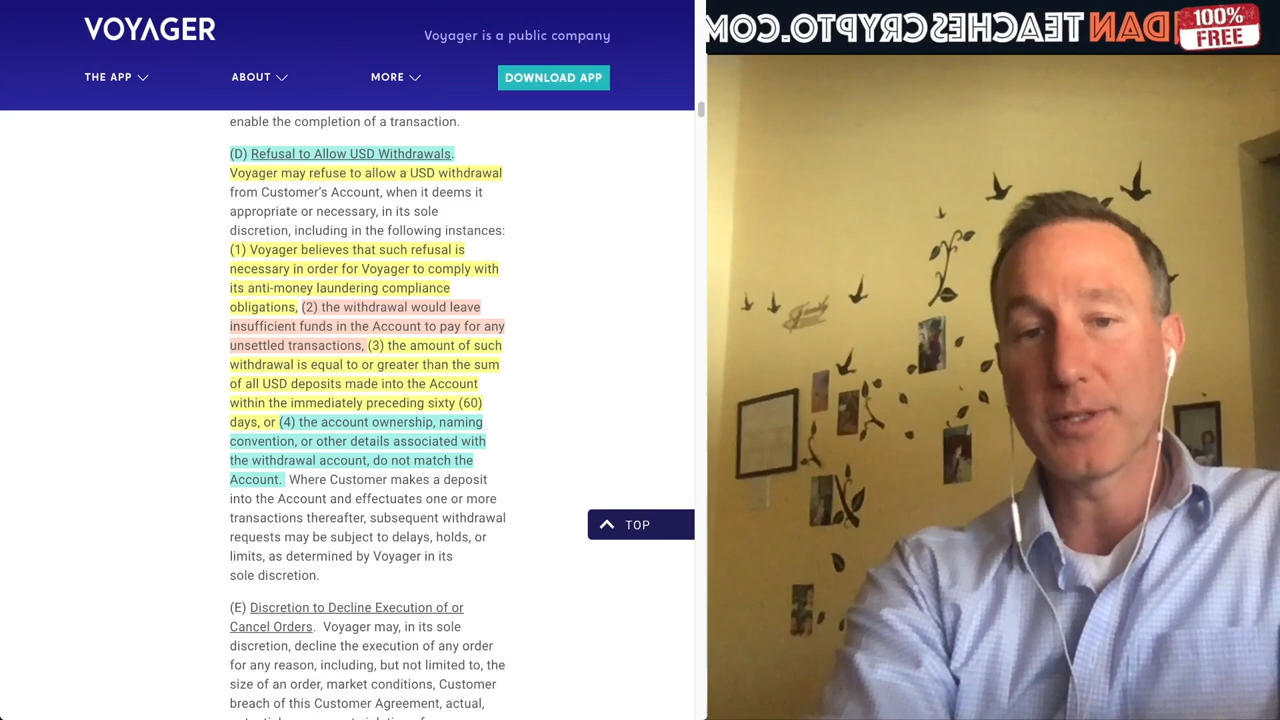 VOYAGER
Voyager is a public company
THE APP
ABOUT
MORE
DOWNLOAD APP
enable the completion of a transaction.
(D) Refusal to Allow USD Withdrawals.
Voyager may refuse to allow a USD withdrawal
from Customer's Account, when it deems it
appropriate or necessary, in its sole
discretion, including in the following instances:
(1) Voyager believes that such refusal is
necessary in order for Voyager to comply with
its anti-money laundering compliance
obligations, (2) the withdrawal would leave
insufficient funds in the Account to pay for any
unsettled transactions, (3) the amount of such
withdrawal is equal to or greater than the sum
of all USD deposits made into the Account
within the immediately preceding sixty (60)
days, or (4) the account ownership, naming
convention, or other details associated with
the withdrawal account, do not match the
Account. Where Customer makes a deposit
into the Account and effectuates one or more
transactions thereafter, subsequent withdrawal
requests may be subject to delays, holds, or
limits, as determined by Voyager in its
sole discretion.
(E) Discretion to Decline Execution of or
Cancel Orders. Voyager may, in its sole
discretion, decline the execution of any order
for any reason, including, but not limited to, the
size of an order, market conditions, Customer
breach of this Customer Agreement, actual,
TOP
DANTEACHESCRYPTO.COM
100%
FREE